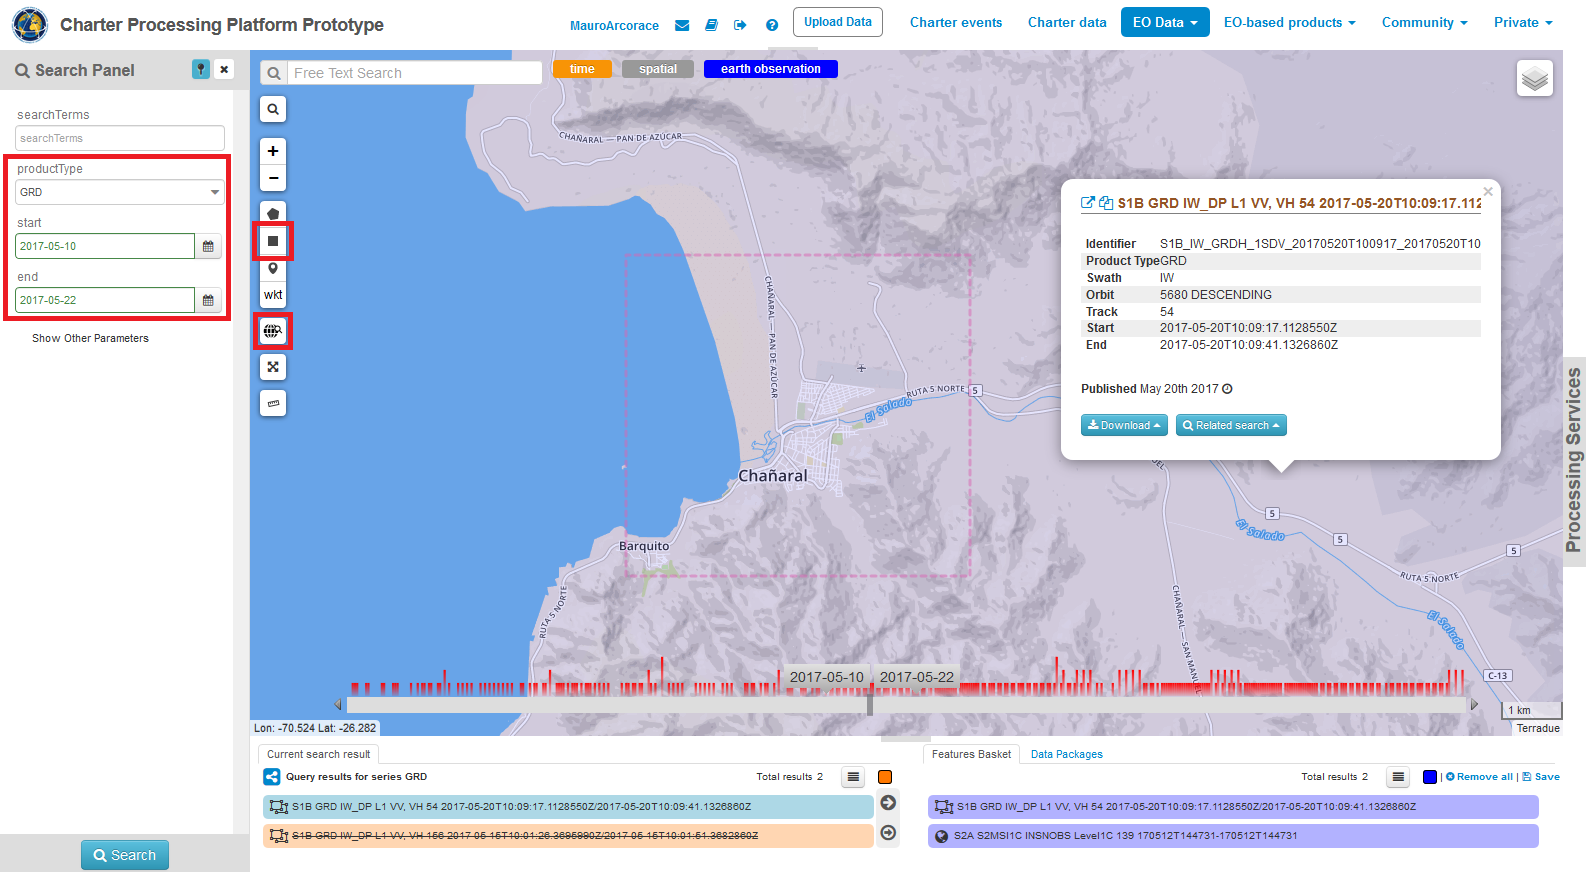 Charter Processing Platform Prototype
MauroArcorace
Upload Data
Charter events
Charter data
EO Data
EO-based products
Community
Private
Search Panel
searchTerms
searchTerms
productType
GRD
start
2017-05-10
end
2017-05-22
Show Other Parameters
Search
Free Text Search
time
spatial
earth observation
+
−
wkt
CHAÑARAL — PAN DE AZÚCAR
CHAÑARAL — PAN DE AZÚCAR
RUTA 5 NORTE
5
El Salado
Chañaral
Barquito
RUTA 5 NORTE
S1B GRD IW_DP L1 VV, VH 54 2017-05-20T10:09:17.112
Identifier S1B_IW_GRDH_1SDV_20170520T100917_20170520T10
Product Type GRD
Swath IW
Orbit 5680 DESCENDING
Track 54
Start 2017-05-20T10:09:17.1128550Z
End 2017-05-20T10:09:41.1326860Z
Published May 20th 2017
Download
Related search
Processing Services
5
El Salado
5
5
RUTA 5 NORTE
El Salado
CHAÑARAL — SAN MANUEL
C-13
2017-05-10
2017-05-22
1 km
Lon: -70.524 Lat: -26.282
Terradue
Current search result
Query results for series GRD
Total results 2
S1B GRD IW_DP L1 VV, VH 54 2017-05-20T10:09:17.1128550Z/2017-05-20T10:09:41.1326860Z
S1B GRD IW_DP L1 VV, VH 156 2017-05-15T10:01:26.3695990Z/2017-05-15T10:01:51.3682860Z
Features Basket
Data Packages
Total results 2
| Remove all | Save
S1B GRD IW_DP L1 VV, VH 54 2017-05-20T10:09:17.1128550Z/2017-05-20T10:09:41.1326860Z
S2A S2MSI1C INSNOBS Level1C 139 170512T144731-170512T144731